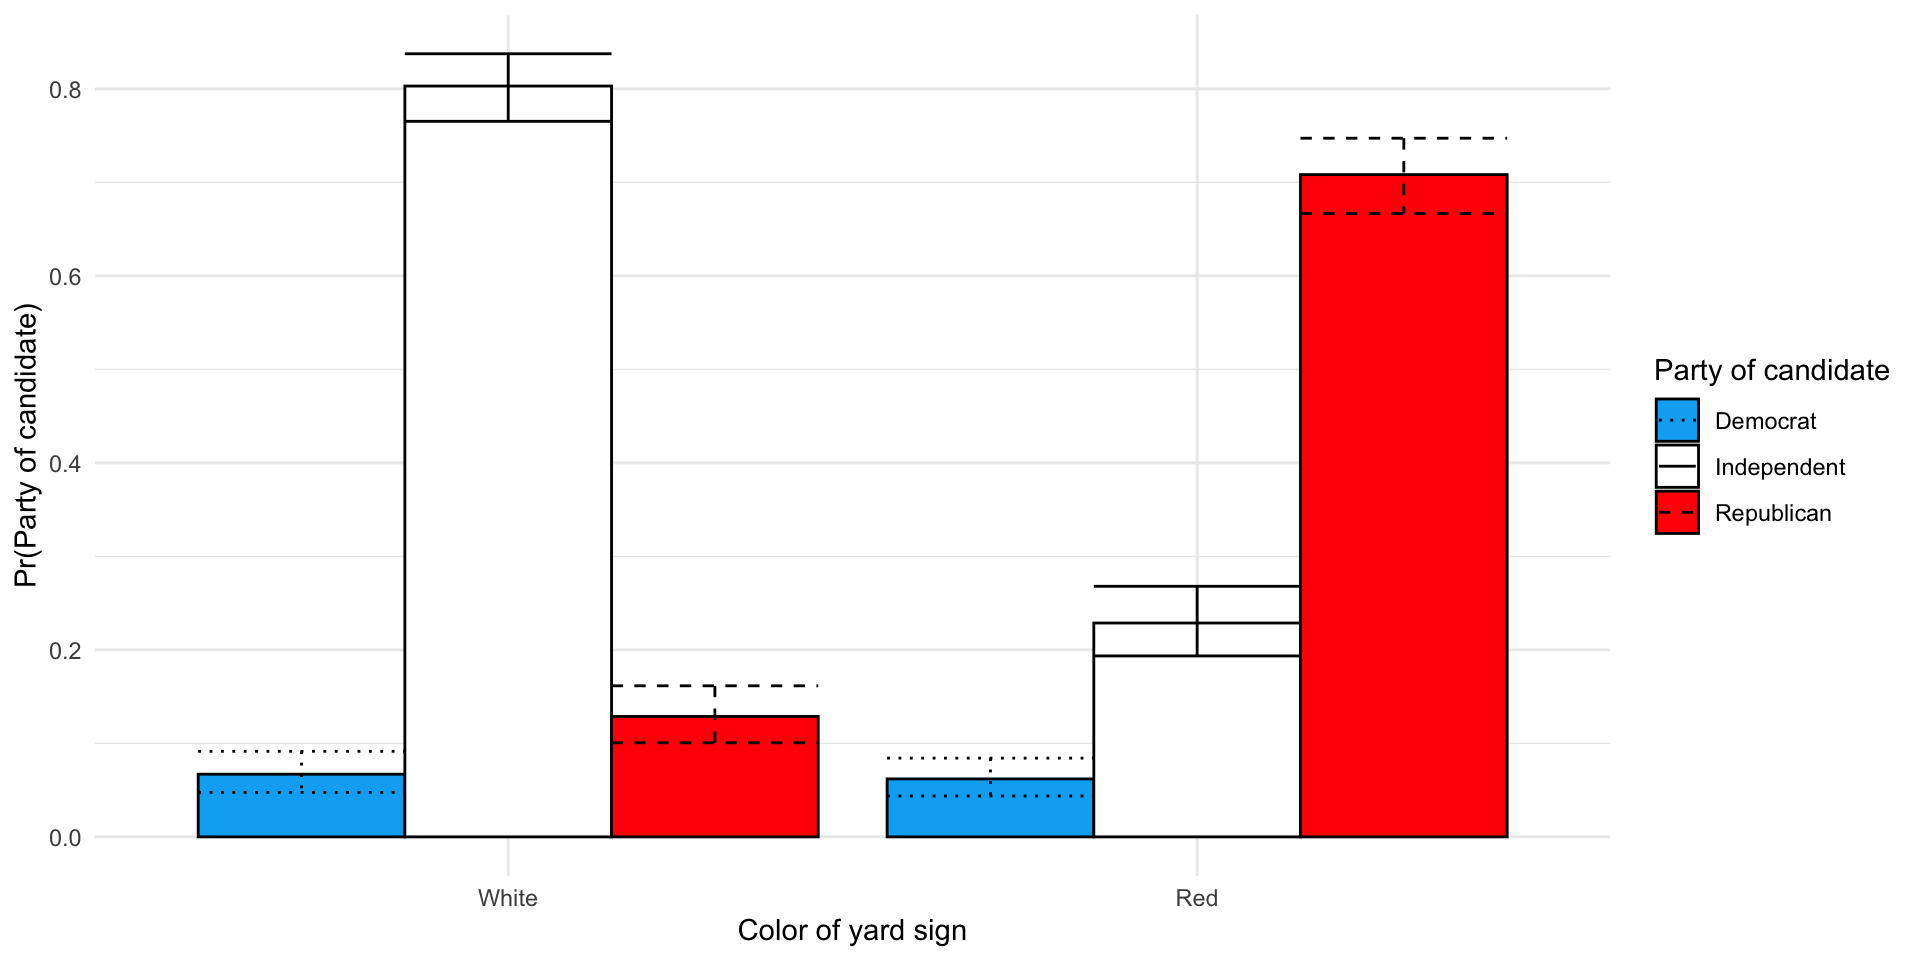 0.8
0.6
0.4
0.2
0.0
Pr(Party of candidate)
White
Red
Color of yard sign
Party of candidate
Democrat
Independent
Republican